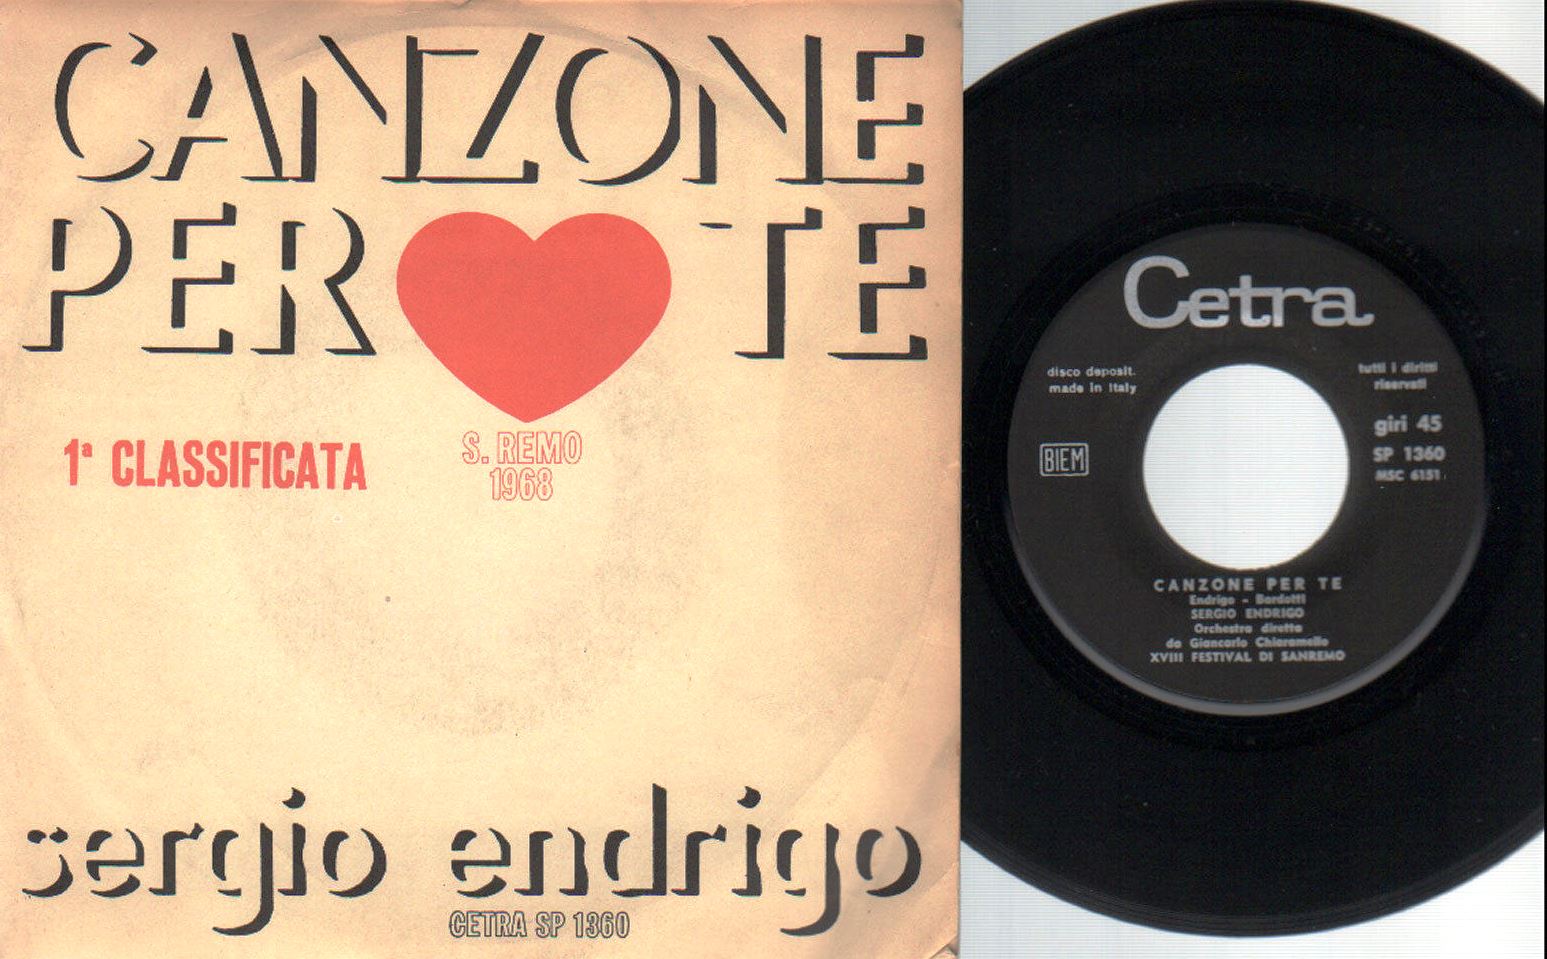 CANZONE
PER TE
1ª CLASSIFICATA
S. REMO
1968
sergio endrigo
CETRA SP 1360
Cetra
disco deposit.
made in Italy
tutti i diritti
riservati
giri 45
SP 1360
MSC 6151
BIEM
CANZONE PER TE
Endrigo - Bardotti
SERGIO ENDRIGO
Orchestra diretta
da Giancarlo Chiaramello
XVIII FESTIVAL DI SANREMO